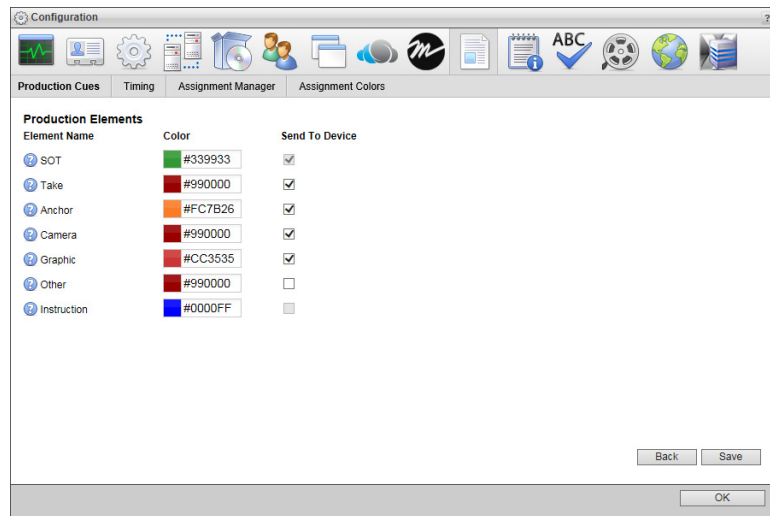 Configuration
?
ABC
Production Cues Timing Assignment Manager Assignment Colors
Production Elements
Element Name Color Send To Device
? SOT #339933
? Take #990000
? Anchor #FC7B26
? Camera #990000
? Graphic #CC3535
? Other #990000
? Instruction #0000FF
Back Save
OK